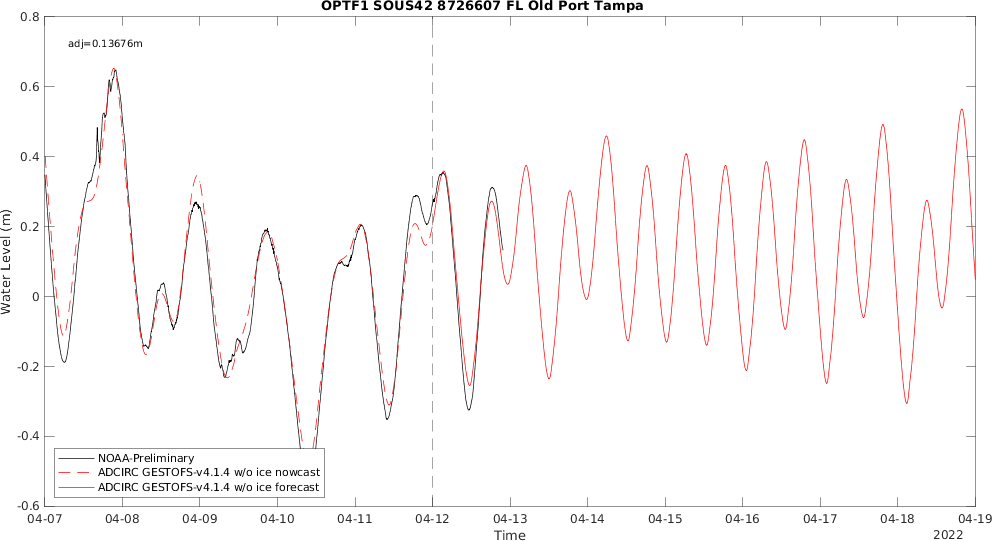 OPTF1 SOUS42 8726607 FL Old Port Tampa
adj=0.13676m
0.8
0.6
0.4
0.2
0
-0.2
-0.4
-0.6
Water Level (m)
NOAA-Preliminary
ADCIRC GESTOFS-v4.1.4 w/o ice nowcast
ADCIRC GESTOFS-v4.1.4 w/o ice forecast
04-07 04-08 04-09 04-10 04-11 04-12 04-13 04-14 04-15 04-16 04-17 04-18 04-19
Time
2022